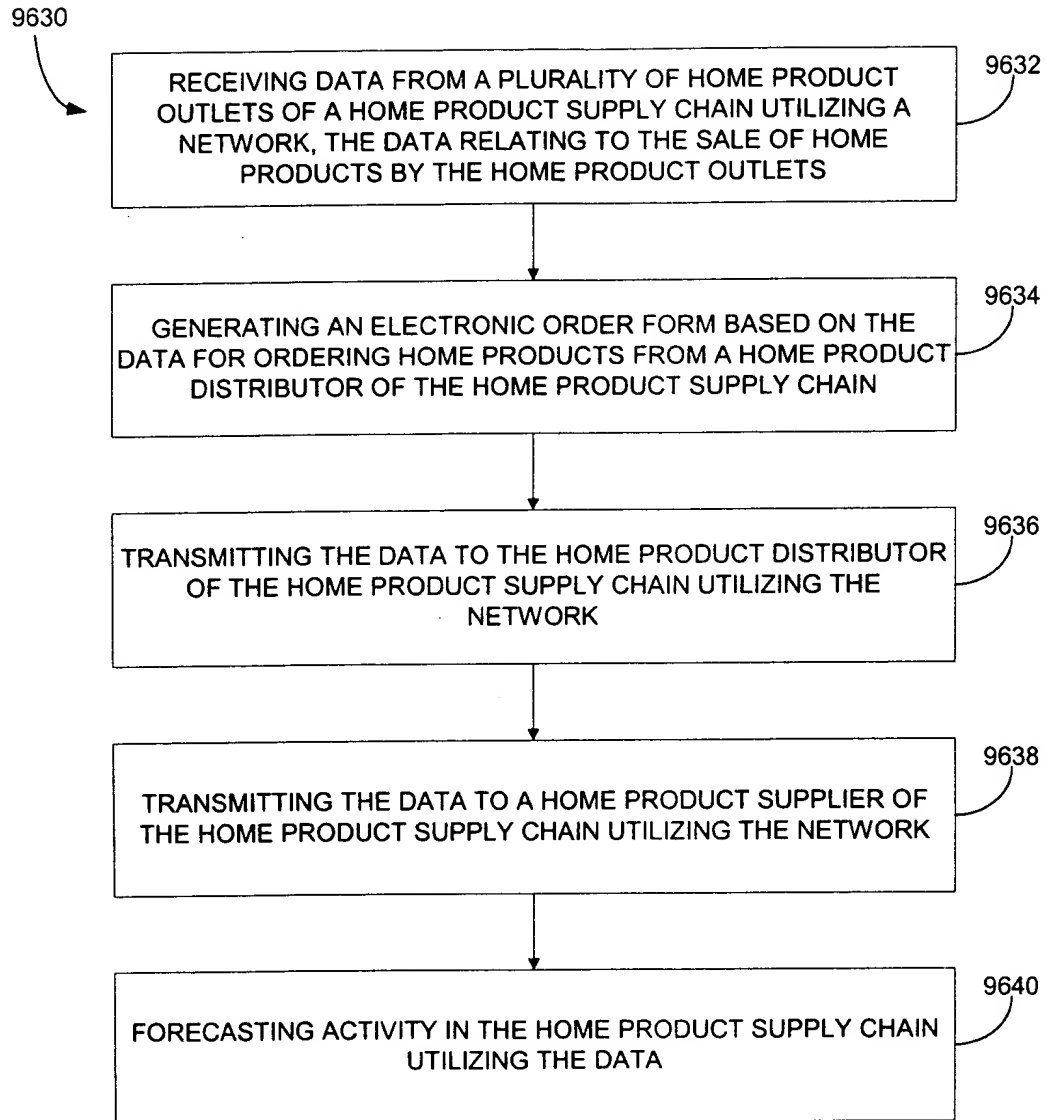 9630
RECEIVING DATA FROM A PLURALITY OF HOME PRODUCT
OUTLETS OF A HOME PRODUCT SUPPLY CHAIN UTILIZING A
NETWORK, THE DATA RELATING TO THE SALE OF HOME
PRODUCTS BY THE HOME PRODUCT OUTLETS
9632
GENERATING AN ELECTRONIC ORDER FORM BASED ON THE
DATA FOR ORDERING HOME PRODUCTS FROM A HOME PRODUCT
DISTRIBUTOR OF THE HOME PRODUCT SUPPLY CHAIN
9634
TRANSMITTING THE DATA TO THE HOME PRODUCT DISTRIBUTOR
OF THE HOME PRODUCT SUPPLY CHAIN UTILIZING THE
NETWORK
9636
TRANSMITTING THE DATA TO A HOME PRODUCT SUPPLIER OF
THE HOME PRODUCT SUPPLY CHAIN UTILIZING THE NETWORK
9638
FORECASTING ACTIVITY IN THE HOME PRODUCT SUPPLY CHAIN
UTILIZING THE DATA
9640